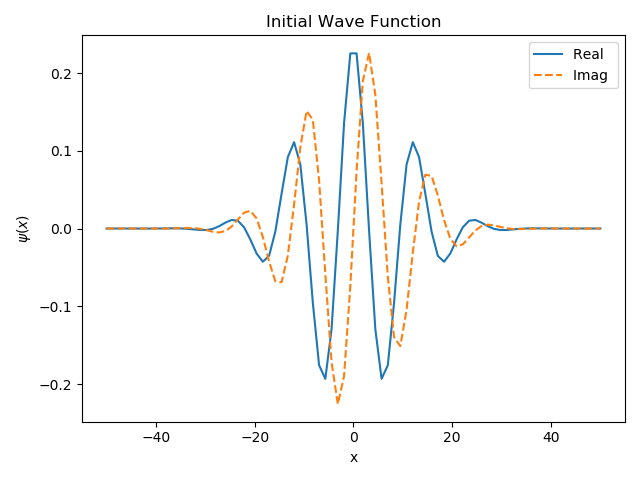 Initial Wave Function
Real
Imag
0.2
0.1
0.0
−0.1
−0.2
ψ(x)
−40
−20
0
20
40
x